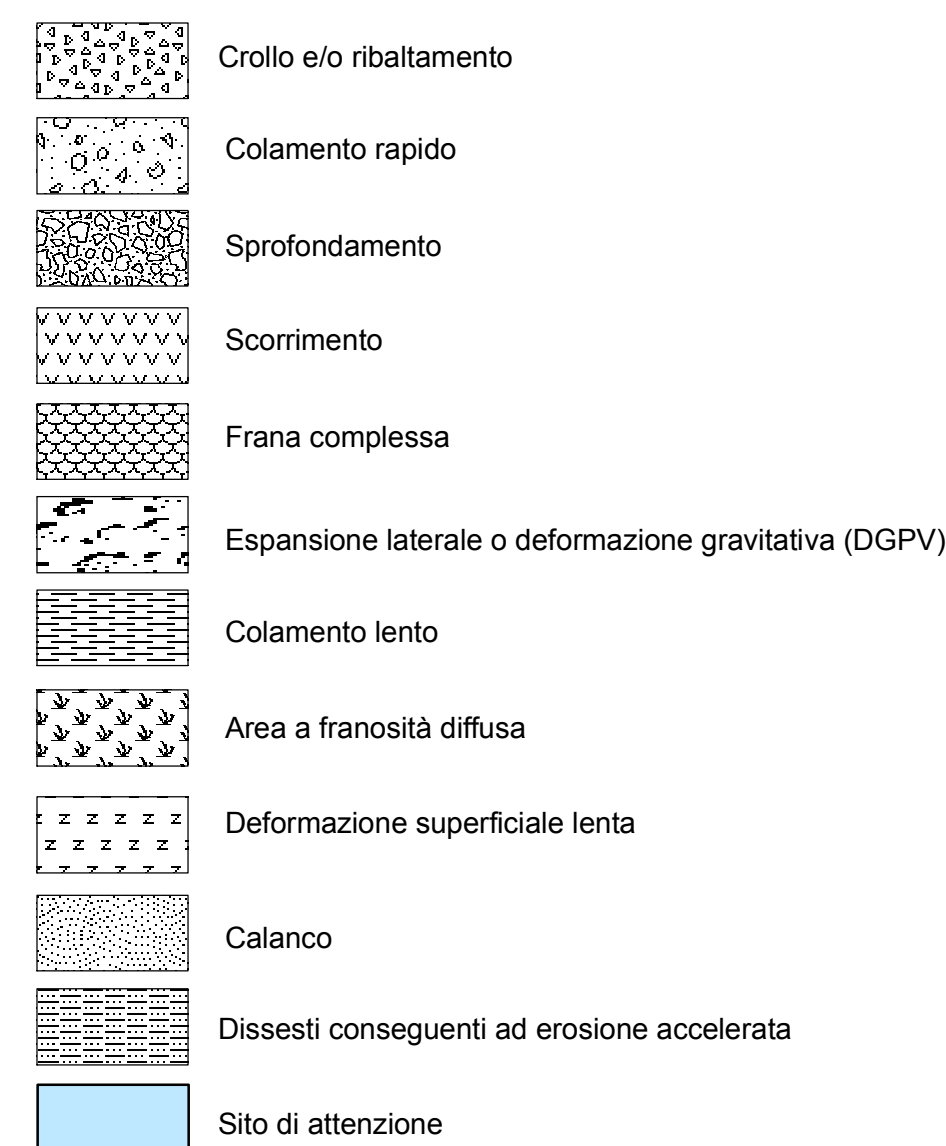 Crollo e/o ribaltamento
Colamento rapido
Sprofondamento
Scorrimento
Frana complessa
Espansione laterale o deformazione gravitativa (DGPV)
Colamento lento
Area a franosità diffusa
Deformazione superficiale lenta
Calanco
Dissesti conseguenti ad erosione accelerata
Sito di attenzione